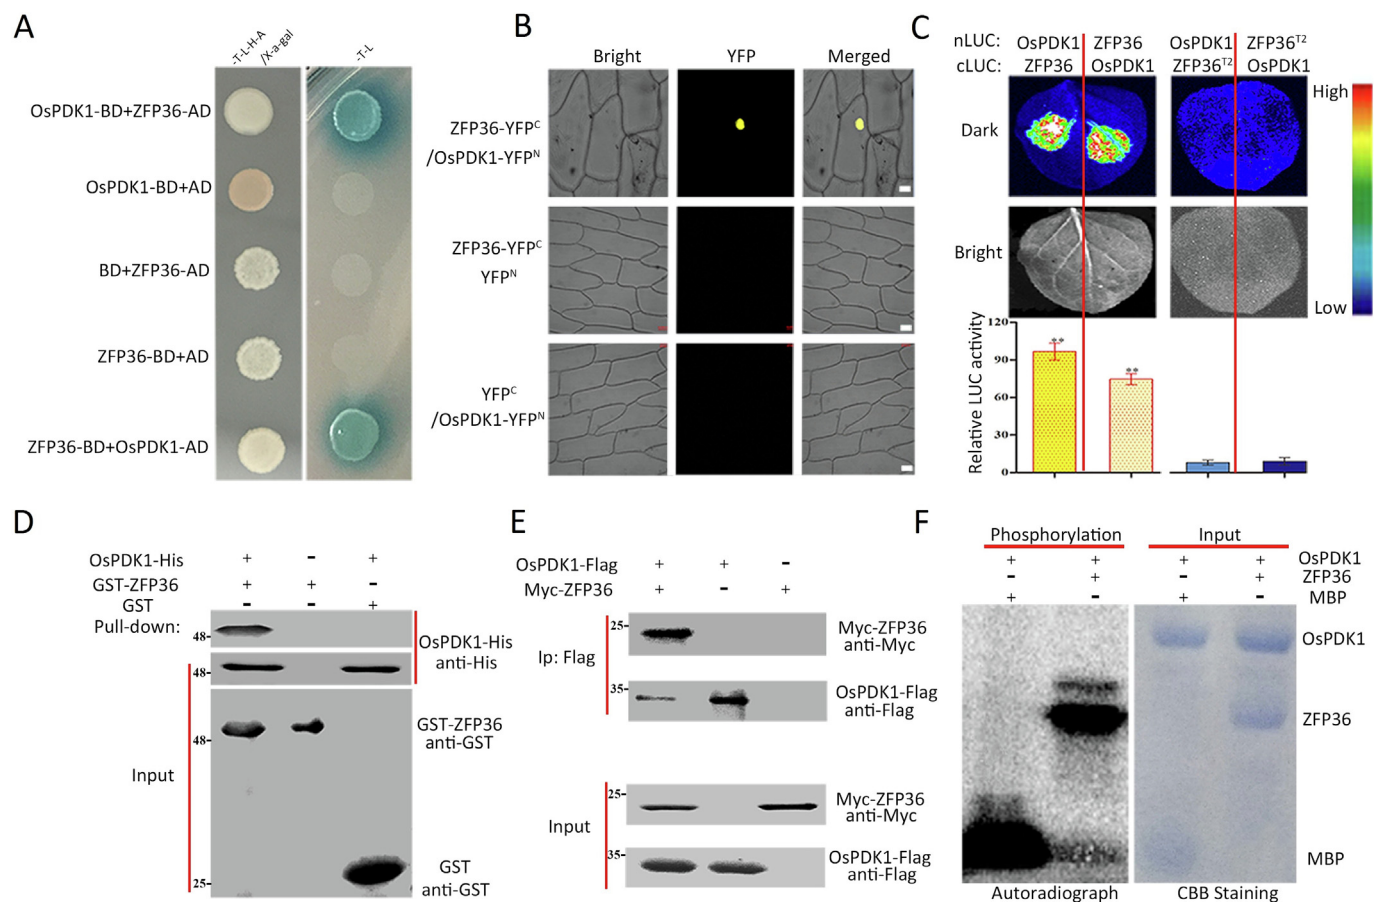 A
-T-L-H-A
/X-a-gal
-T-L
OsPDK1-BD+ZFP36-AD
OsPDK1-BD+AD
BD+ZFP36-AD
ZFP36-BD+AD
ZFP36-BD+OsPDK1-AD
B
Bright YFP Merged
ZFP36-YFPᶜ
/OsPDK1-YFPᴺ
ZFP36-YFPᶜ
YFPᴺ
YFPᶜ
/OsPDK1-YFPᴺ
C
nLUC: OsPDK1 ZFP36 OsPDK1 ZFP36ᵀ²
cLUC: ZFP36 OsPDK1 ZFP36ᵀ² OsPDK1
Dark
Bright
High
Low
Relative LUC activity
120
90
60
30
0
**
**
D
OsPDK1-His + - +
GST-ZFP36 + + -
GST - - +
Pull-down:
48
48
OsPDK1-His
anti-His
Input
48
GST-ZFP36
anti-GST
25
GST
anti-GST
E
OsPDK1-Flag + + -
Myc-ZFP36 + - +
Ip: Flag
25
Myc-ZFP36
anti-Myc
35
OsPDK1-Flag
anti-Flag
Input
25
Myc-ZFP36
anti-Myc
35
OsPDK1-Flag
anti-Flag
F
Phosphorylation Input
+ + + + OsPDK1
- + - + ZFP36
+ - + - MBP
OsPDK1
ZFP36
MBP
Autoradiograph CBB Staining